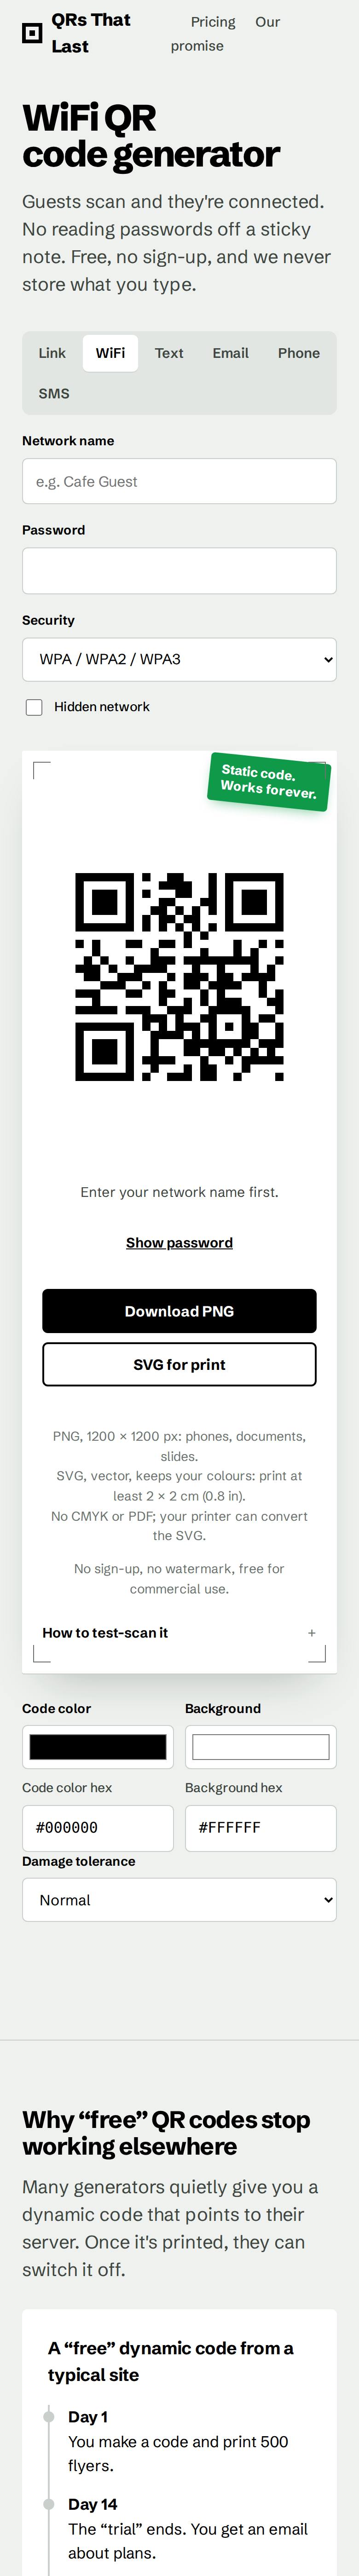 QRs That
Last
Pricing Our
promise
WiFi QR
code generator
Guests scan and they're connected.
No reading passwords off a sticky
note. Free, no sign-up, and we never
store what you type.
Link WiFi Text Email Phone
SMS
Network name
e.g. Cafe Guest
Password
Security
WPA / WPA2 / WPA3
Hidden network
Static code.
Works forever.
Enter your network name first.
Show password
Download PNG
SVG for print
PNG, 1200 × 1200 px: phones, documents,
slides.
SVG, vector, keeps your colours: print at
least 2 × 2 cm (0.8 in).
No CMYK or PDF; your printer can convert
the SVG.
No sign-up, no watermark, free for
commercial use.
How to test-scan it +
Code color Background
Code color hex Background hex
#000000 #FFFFFF
Damage tolerance
Normal
Why “free” QR codes stop
working elsewhere
Many generators quietly give you a
dynamic code that points to their
server. Once it's printed, they can
switch it off.
A “free” dynamic code from a
typical site
Day 1
You make a code and print 500
flyers.
Day 14
The “trial” ends. You get an email
about plans.